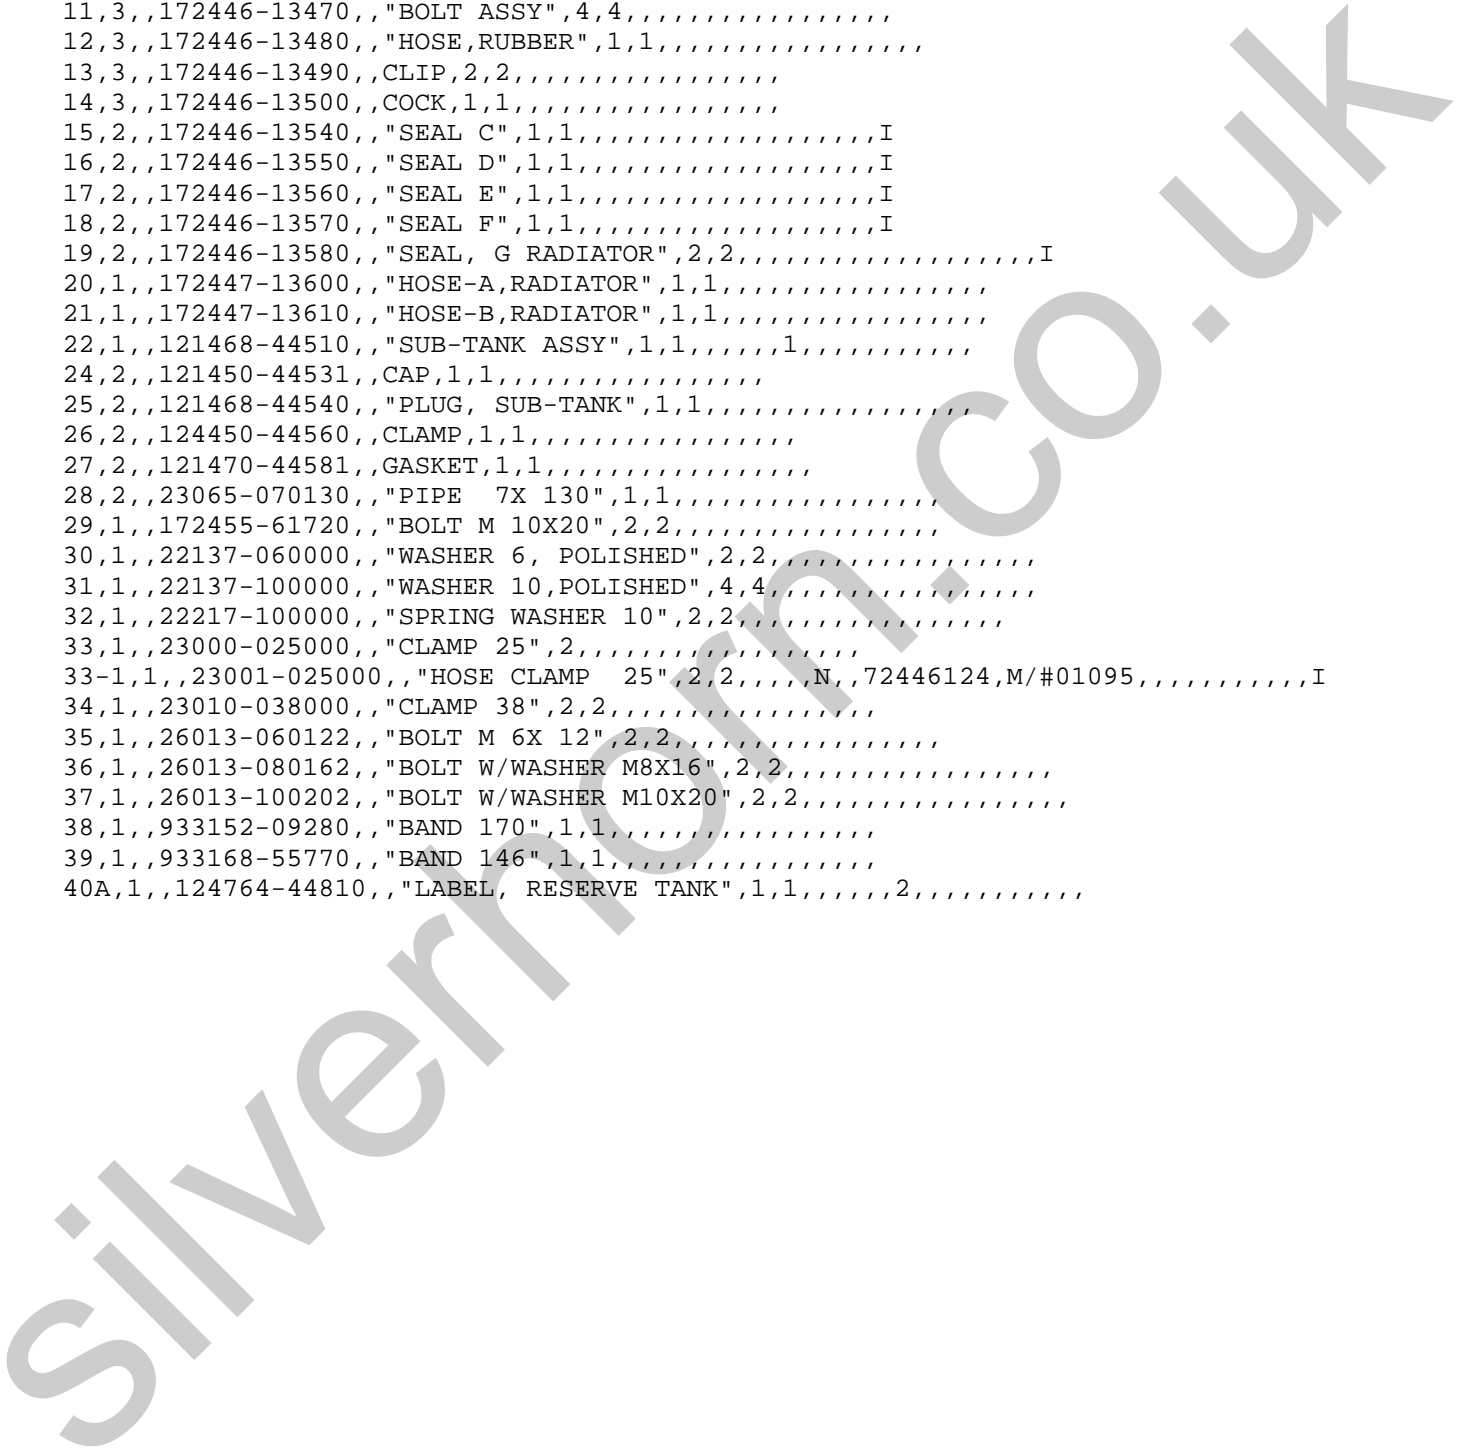 11,3,,172446-13470,,"BOLT ASSY",4,4,,,,,,,,,,,,,,,,,
12,3,,172446-13480,,"HOSE,RUBBER",1,1,,,,,,,,,,,,,,,,,
13,3,,172446-13490,,CLIP,2,2,,,,,,,,,,,,,,,,,
14,3,,172446-13500,,COCK,1,1,,,,,,,,,,,,,,,,,
15,2,,172446-13540,,"SEAL C",1,1,,,,,,,,,,,,,,,,,,,I
16,2,,172446-13550,,"SEAL D",1,1,,,,,,,,,,,,,,,,,,,I
17,2,,172446-13560,,"SEAL E",1,1,,,,,,,,,,,,,,,,,,,I
18,2,,172446-13570,,"SEAL F",1,1,,,,,,,,,,,,,,,,,,,I
19,2,,172446-13580,,"SEAL, G RADIATOR",2,2,,,,,,,,,,,,,,,,,,,I
20,1,,172447-13600,,"HOSE-A,RADIATOR",1,1,,,,,,,,,,,,,,,,,
21,1,,172447-13610,,"HOSE-B,RADIATOR",1,1,,,,,,,,,,,,,,,,,
22,1,,121468-44510,,"SUB-TANK ASSY",1,1,,,,,,1,,,,,,,,,,,
24,2,,121450-44531,,CAP,1,1,,,,,,,,,,,,,,,,,
25,2,,121468-44540,,"PLUG, SUB-TANK",1,1,,,,,,,,,,,,,,,,,
26,2,,124450-44560,,CLAMP,1,1,,,,,,,,,,,,,,,,,
27,2,,121470-44581,,GASKET,1,1,,,,,,,,,,,,,,,,,
28,2,,23065-070130,,"PIPE  7X 130",1,1,,,,,,,,,,,,,,,,,
29,1,,172455-61720,,"BOLT M 10X20",2,2,,,,,,,,,,,,,,,,,
30,1,,22137-060000,,"WASHER 6, POLISHED",2,2,,,,,,,,,,,,,,,,,
31,1,,22137-100000,,"WASHER 10,POLISHED",4,4,,,,,,,,,,,,,,,,,
32,1,,22217-100000,,"SPRING WASHER 10",2,2,,,,,,,,,,,,,,,,,
33,1,,23000-025000,,"CLAMP 25",2,,,,,,,,,,,,,,,,,,
33-1,1,,23001-025000,,"HOSE CLAMP  25",2,2,,,,,N,,72446124,M/#01095,,,,,,,,,,,I
34,1,,23010-038000,,"CLAMP 38",2,2,,,,,,,,,,,,,,,,,
35,1,,26013-060122,,"BOLT M 6X 12",2,2,,,,,,,,,,,,,,,,,
36,1,,26013-080162,,"BOLT W/WASHER M8X16",2,2,,,,,,,,,,,,,,,,,
37,1,,26013-100202,,"BOLT W/WASHER M10X20",2,2,,,,,,,,,,,,,,,,,
38,1,,933152-09280,,"BAND 170",1,1,,,,,,,,,,,,,,,,,
39,1,,933168-55770,,"BAND 146",1,1,,,,,,,,,,,,,,,,,
40A,1,,124764-44810,,"LABEL, RESERVE TANK",1,1,,,,,,2,,,,,,,,,,,
silverhorn.co.uk